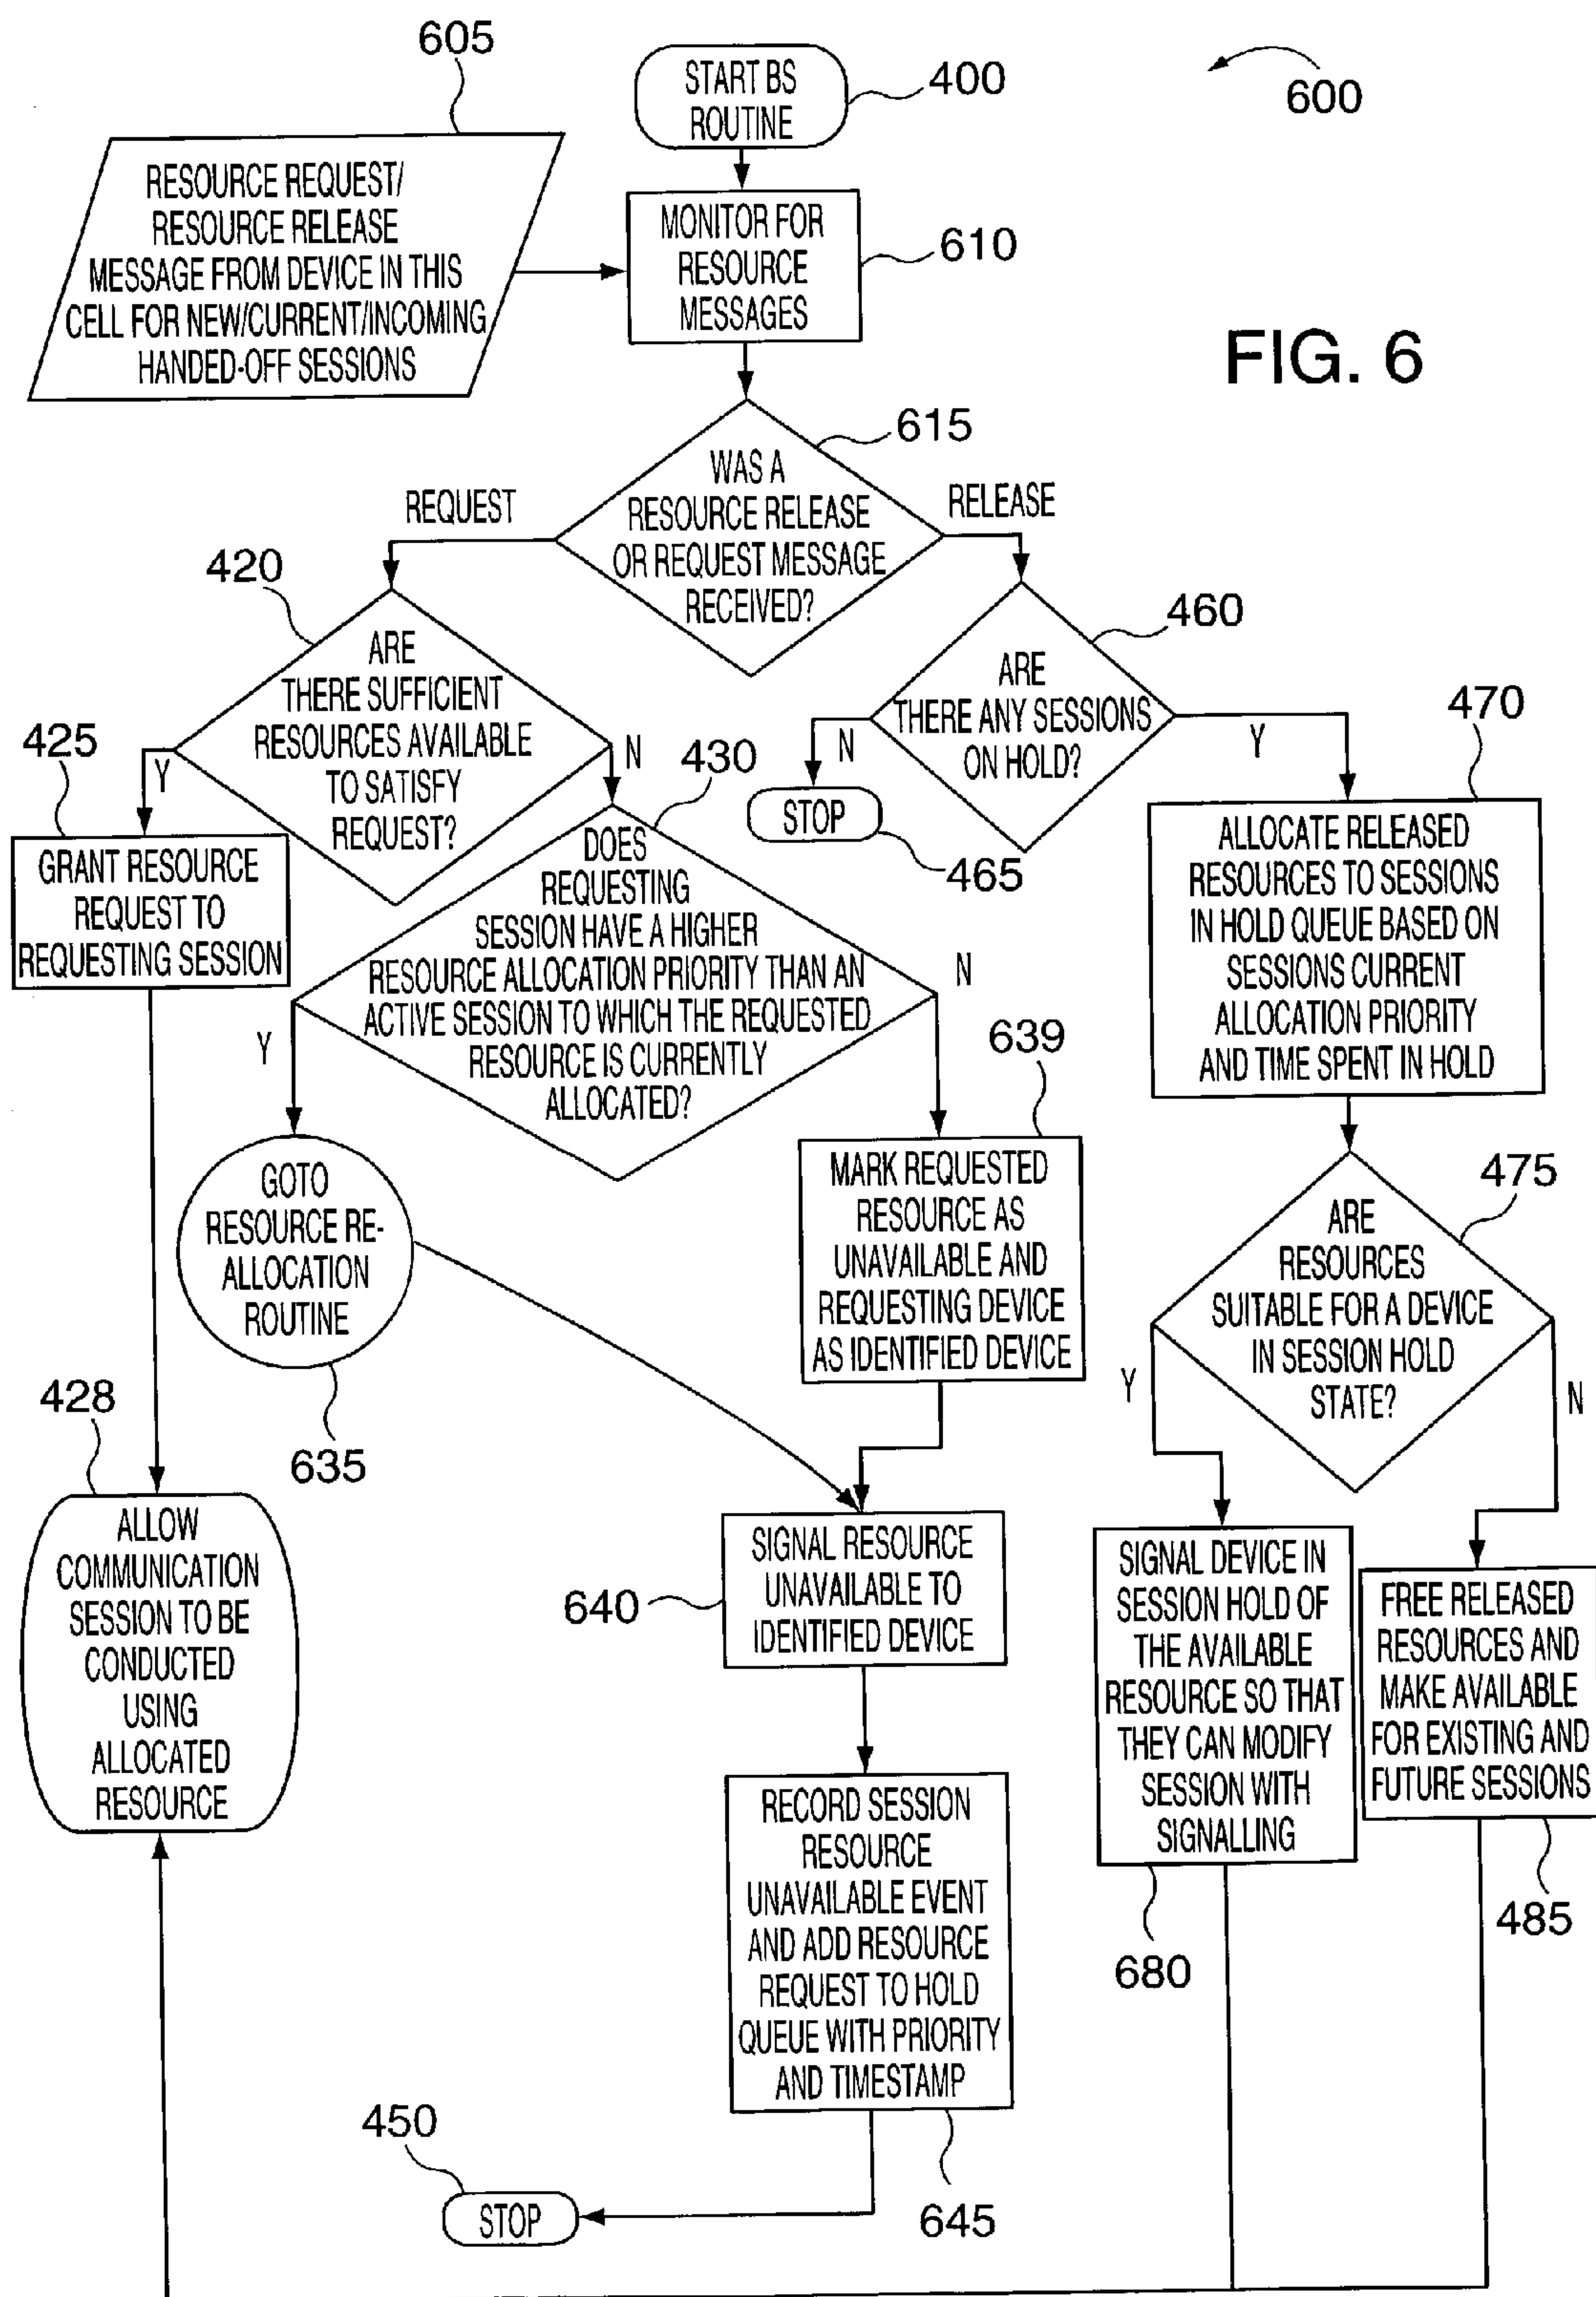 605
START BS
ROUTINE
400
600
RESOURCE REQUEST/
RESOURCE RELEASE
MESSAGE FROM DEVICE IN THIS
CELL FOR NEW/CURRENT/INCOMING
HANDED-OFF SESSIONS
MONITOR FOR
RESOURCE
MESSAGES
610
FIG. 6
615
WAS A
RESOURCE RELEASE
OR REQUEST MESSAGE
RECEIVED?
REQUEST
RELEASE
420
ARE
THERE SUFFICIENT
RESOURCES AVAILABLE
TO SATISFY
REQUEST?
Y
N
460
ARE
THERE ANY SESSIONS
ON HOLD?
N
Y
STOP
465
425
GRANT RESOURCE
REQUEST TO
REQUESTING SESSION
430
DOES
REQUESTING
SESSION HAVE A HIGHER
RESOURCE ALLOCATION PRIORITY THAN AN
ACTIVE SESSION TO WHICH THE REQUESTED
RESOURCE IS CURRENTLY
ALLOCATED?
Y
N
470
ALLOCATE RELEASED
RESOURCES TO SESSIONS
IN HOLD QUEUE BASED ON
SESSIONS CURRENT
ALLOCATION PRIORITY
AND TIME SPENT IN HOLD
GOTO
RESOURCE RE-
ALLOCATION
ROUTINE
635
639
MARK REQUESTED
RESOURCE AS
UNAVAILABLE AND
REQUESTING DEVICE
AS IDENTIFIED DEVICE
475
ARE
RESOURCES
SUITABLE FOR A DEVICE
IN SESSION HOLD
STATE?
Y
N
428
ALLOW
COMMUNICATION
SESSION TO BE
CONDUCTED
USING
ALLOCATED
RESOURCE
SIGNAL RESOURCE
UNAVAILABLE TO
IDENTIFIED DEVICE
640
SIGNAL DEVICE IN
SESSION HOLD OF
THE AVAILABLE
RESOURCE SO THAT
THEY CAN MODIFY
SESSION WITH
SIGNALLING
680
FREE RELEASED
RESOURCES AND
MAKE AVAILABLE
FOR EXISTING AND
FUTURE SESSIONS
485
RECORD SESSION
RESOURCE
UNAVAILABLE EVENT
AND ADD RESOURCE
REQUEST TO HOLD
QUEUE WITH PRIORITY
AND TIMESTAMP
645
450
STOP